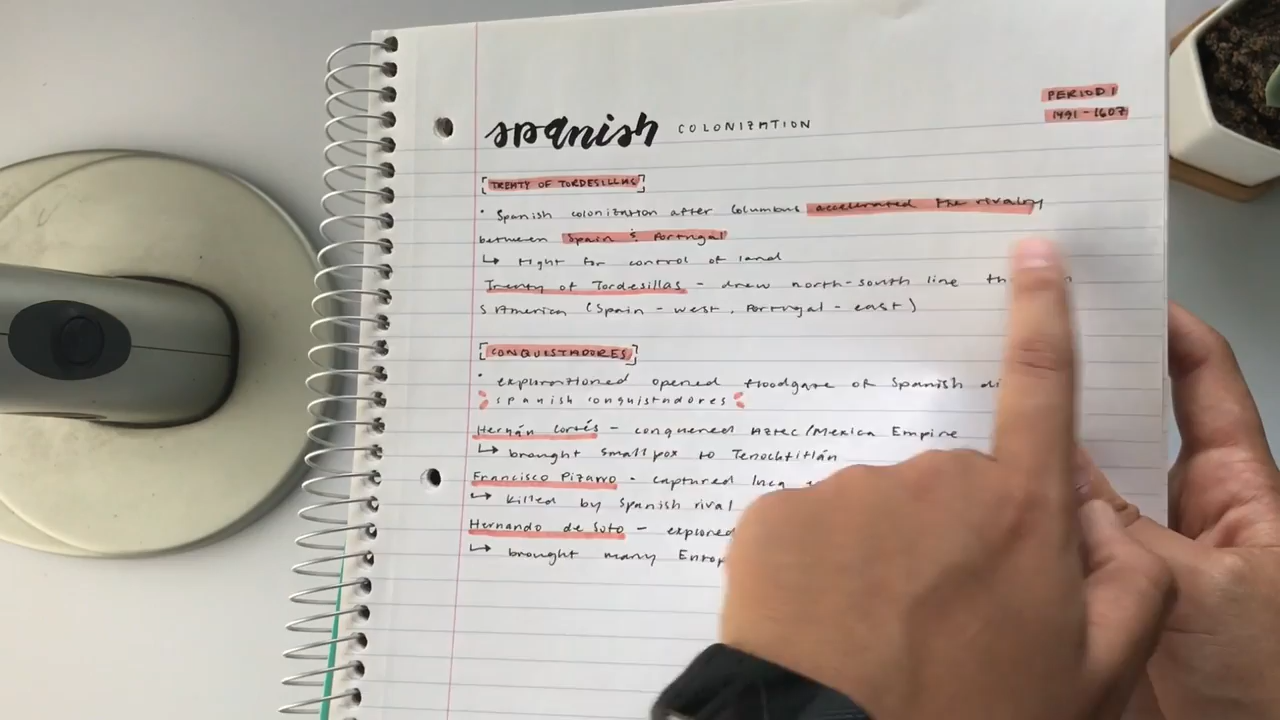 PERIOD 1
1491-1607
spanish COLONIZATION
[TREATY OF TORDESILLAS]
• Spanish colonization after Columbus accelerated the rivalry
between Spain & Portugal
↳ fight for control of land
Treaty of Tordesillas - drew north-south line
S America (Spain - west, Portugal - east)
[CONQUISTADORES]
• opened floodgate of Spanish
spanish conquistadores
Hernán Cortés - conquered Aztec/Mexica Empire
↳ brought smallpox to Tenochtitlán
Francisco Pizarro - captured Inca
↳ killed by Spanish rival
Hernando de Soto - explored
↳ brought many